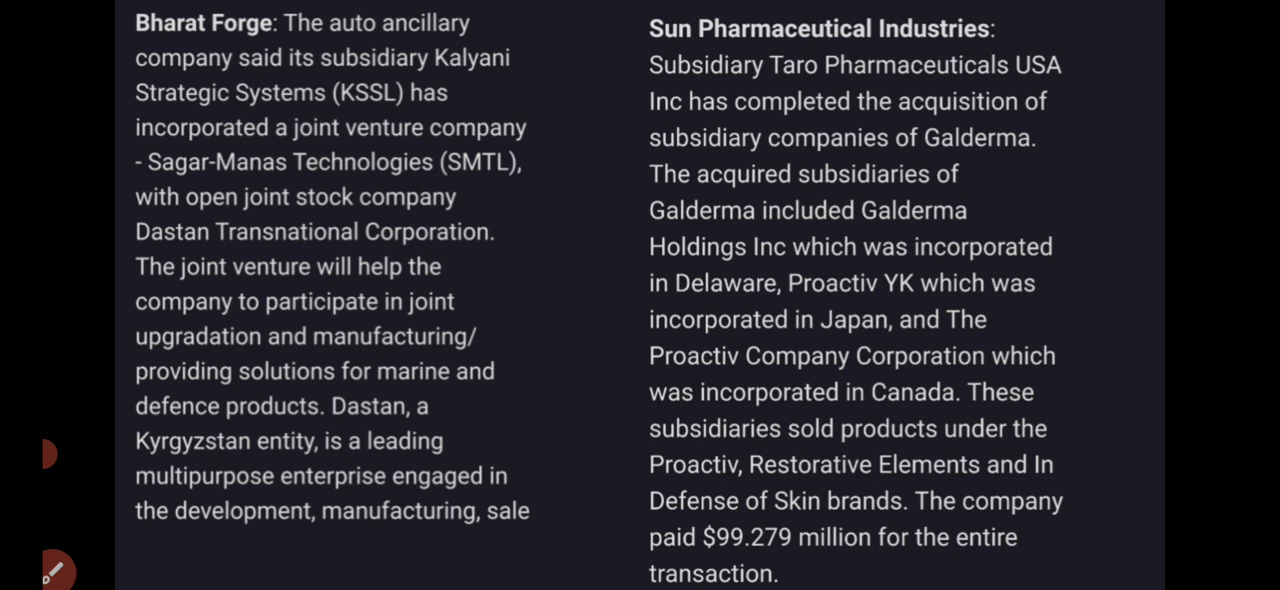 Bharat Forge: The auto ancillary
company said its subsidiary Kalyani
Strategic Systems (KSSL) has
incorporated a joint venture company
- Sagar-Manas Technologies (SMTL),
with open joint stock company
Dastan Transnational Corporation.
The joint venture will help the
company to participate in joint
upgradation and manufacturing/
providing solutions for marine and
defence products. Dastan, a
Kyrgyzstan entity, is a leading
multipurpose enterprise engaged in
the development, manufacturing, sale
Sun Pharmaceutical Industries:
Subsidiary Taro Pharmaceuticals USA
Inc has completed the acquisition of
subsidiary companies of Galderma.
The acquired subsidiaries of
Galderma included Galderma
Holdings Inc which was incorporated
in Delaware, Proactiv YK which was
incorporated in Japan, and The
Proactiv Company Corporation which
was incorporated in Canada. These
subsidiaries sold products under the
Proactiv, Restorative Elements and In
Defense of Skin brands. The company
paid $99.279 million for the entire
transaction.